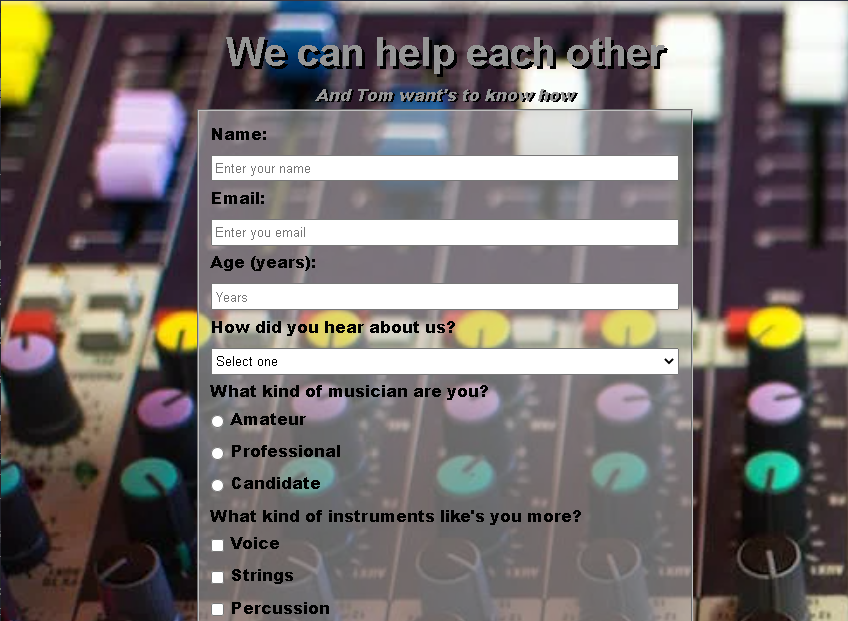 We can help each other
And Tom want's to know how
Name:
Enter your name
Email:
Enter you email
Age (years):
Years
How did you hear about us?
Select one
What kind of musician are you?
Amateur
Professional
Candidate
What kind of instruments like's you more?
Voice
Strings
Percussion